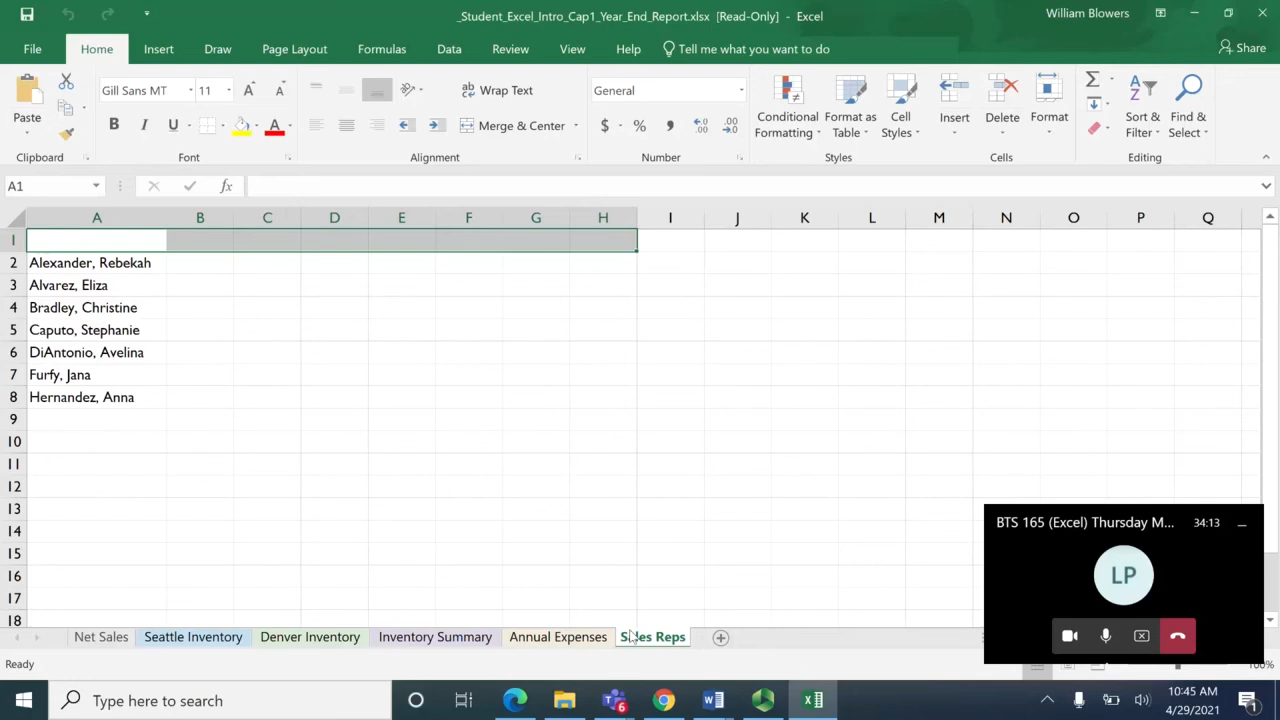 _Student_Excel_Intro_Cap1_Year_End_Report.xlsx [Read-Only] - Excel
William Blowers
File Home Insert Draw Page Layout Formulas Data Review View Help Tell me what you want to do Share
Paste
Clipboard
Gill Sans MT 11
B I U A
Font
Wrap Text
Merge & Center
Alignment
General
$ % ,
Number
Conditional Formatting
Format as Table
Cell Styles
Styles
Insert Delete Format
Cells
Sort & Filter
Find & Select
Editing
A1 fx
A B C D E F G H I J K L M N O P Q
1
2 Alexander, Rebekah
3 Alvarez, Eliza
4 Bradley, Christine
5 Caputo, Stephanie
6 DiAntonio, Avelina
7 Furfy, Jana
8 Hernandez, Anna
9
10
11
12
13
14
15
16
17
18
BTS 165 (Excel) Thursday M... 34:13
LP
Net Sales Seattle Inventory Denver Inventory Inventory Summary Annual Expenses Sales Reps
Ready
100%
Type here to search
6
10:45 AM
4/29/2021
1